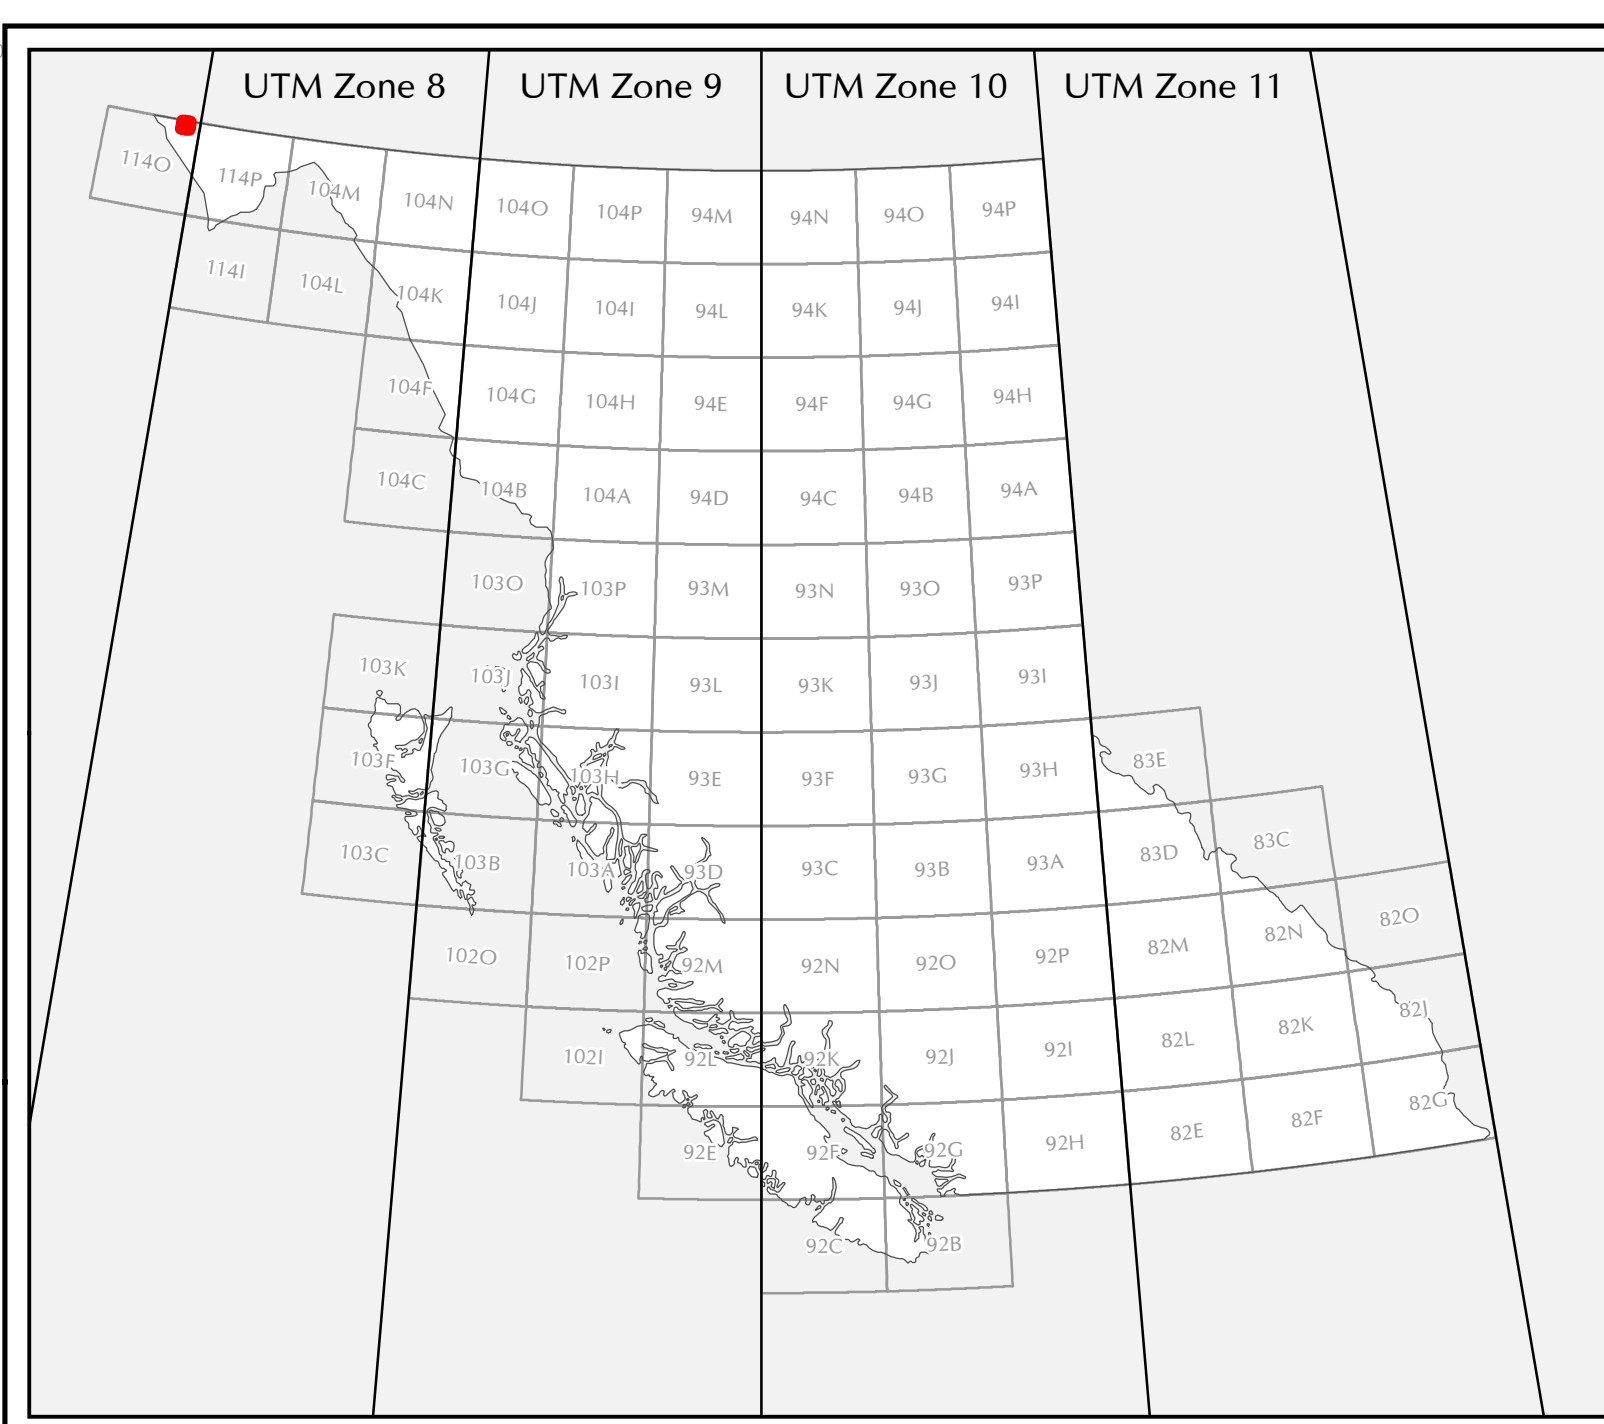 UTM Zone 8 UTM Zone 9 UTM Zone 10 UTM Zone 11
114O 114P 104M 104N 104O 104P 94M 94N 94O 94P
114I 104L 104K 104J 104I 94L 94K 94J 94I
104F 104G 104H 94E 94F 94G 94H
104C 104B 104A 94D 94C 94B 94A
103O 103P 93M 93N 93O 93P
103K 103J 103I 93L 93K 93J 93I
103F 103G 103H 93E 93F 93G 93H 83E
103C 103B 103A 93D 93C 93B 93A 83D 83C
102O 102P 92M 92N 92O 92P 82M 82N 82O
102I 92L 92K 92J 92I 82L 82K 82J
92E 92F 92G 92H 82E 82F 82G
92C 92B